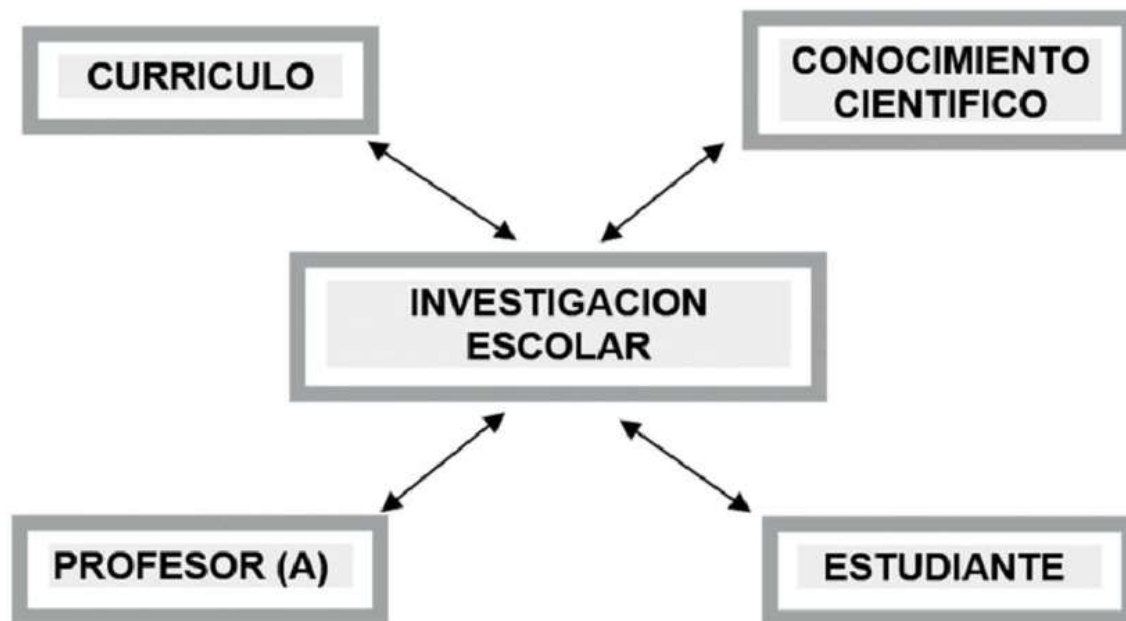 CURRICULO
CONOCIMIENTO
CIENTIFICO
INVESTIGACION
ESCOLAR
PROFESOR (A)
ESTUDIANTE